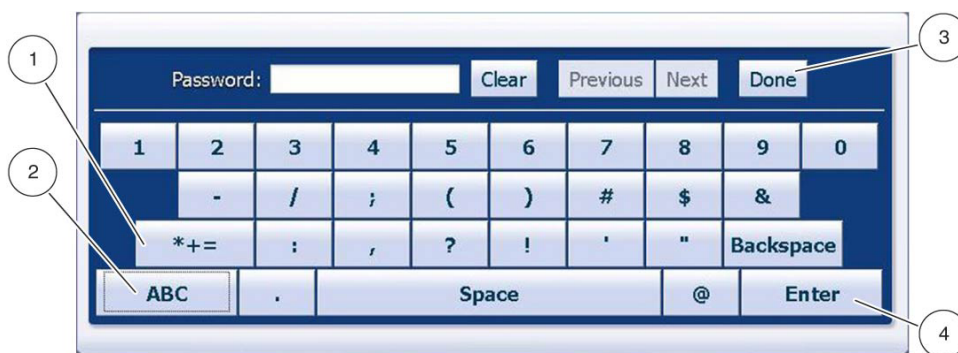 Password: Clear Previous Next Done
1 2 3 4 5 6 7 8 9 0
- / ; ( ) # $ &
*+= : , ? ! ' " Backspace
ABC . Space @ Enter
1
2
3
4